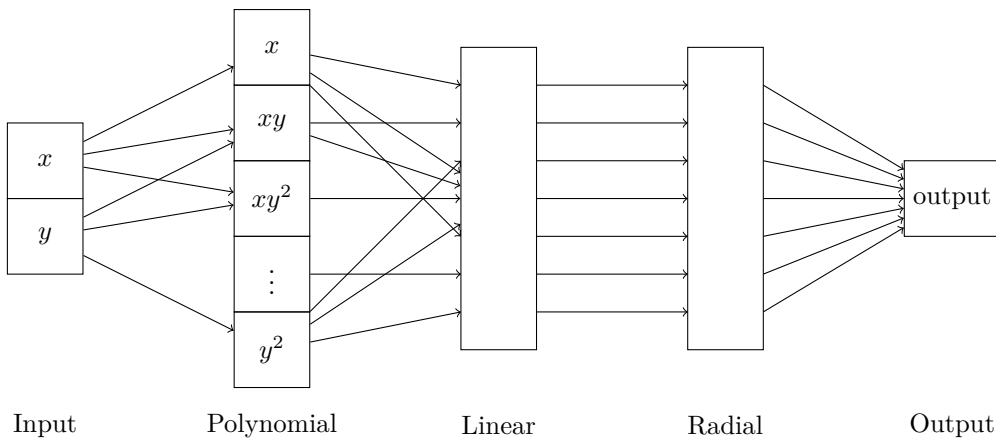 x
y
x
xy
xy²
⋮
y²
output
Input Polynomial Linear Radial Output